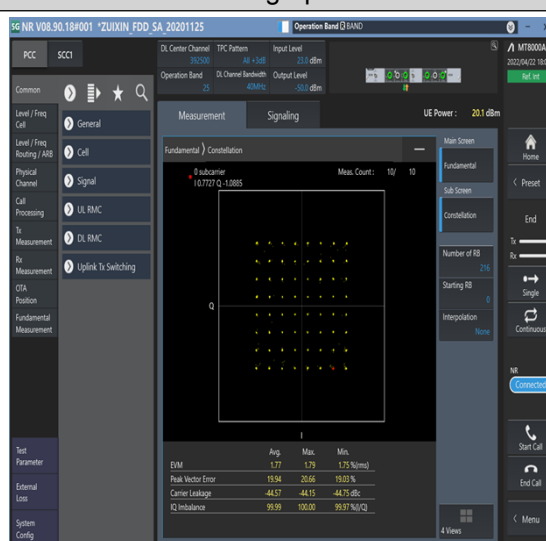 5G NR V08.90.18#001 *ZUIXIN_FDD_SA_20201125
Operation Band BAND
PCC
SCC1
DL Center Channel TPC Pattern Input Level
392500 All +3dB 23.0 dBm
Operation Band DL Channel Bandwidth Output Level
25 40MHz -50.0 dBm
MT8000A
Ref. Int
Common
Level / Freq
Cell
Level / Freq
Routing / ARB
Physical
Channel
Call
Processing
Tx
Measurement
Rx
Measurement
OTA
Position
Fundamental
Measurement
Test
Parameter
External
Loss
System
Config
General
Cell
Signal
UL RMC
DL RMC
Uplink Tx Switching
Measurement
Signaling
UE Power : 20.1 dBm
Fundamental Constellation
0 subcarrier Meas. Count : 10/ 10
I 0.7727 Q -1.0885
Q
I
Avg. Max. Min.
EVM 1.77 1.79 1.75 %(rms)
Peak Vector Error 19.94 20.66 19.03 %
Carrier Leakage -44.57 -44.15 -44.75 dBc
IQ Imbalance 99.99 100.00 99.97 %(I/Q)
Main Screen
Fundamental
Sub Screen
Constellation
Number of RB
216
Starting RB
0
Interpolation
None
4 Views
Home
Preset
End
Tx
Rx
Single
Continuous
NR
Connected
Start Call
End Call
Menu